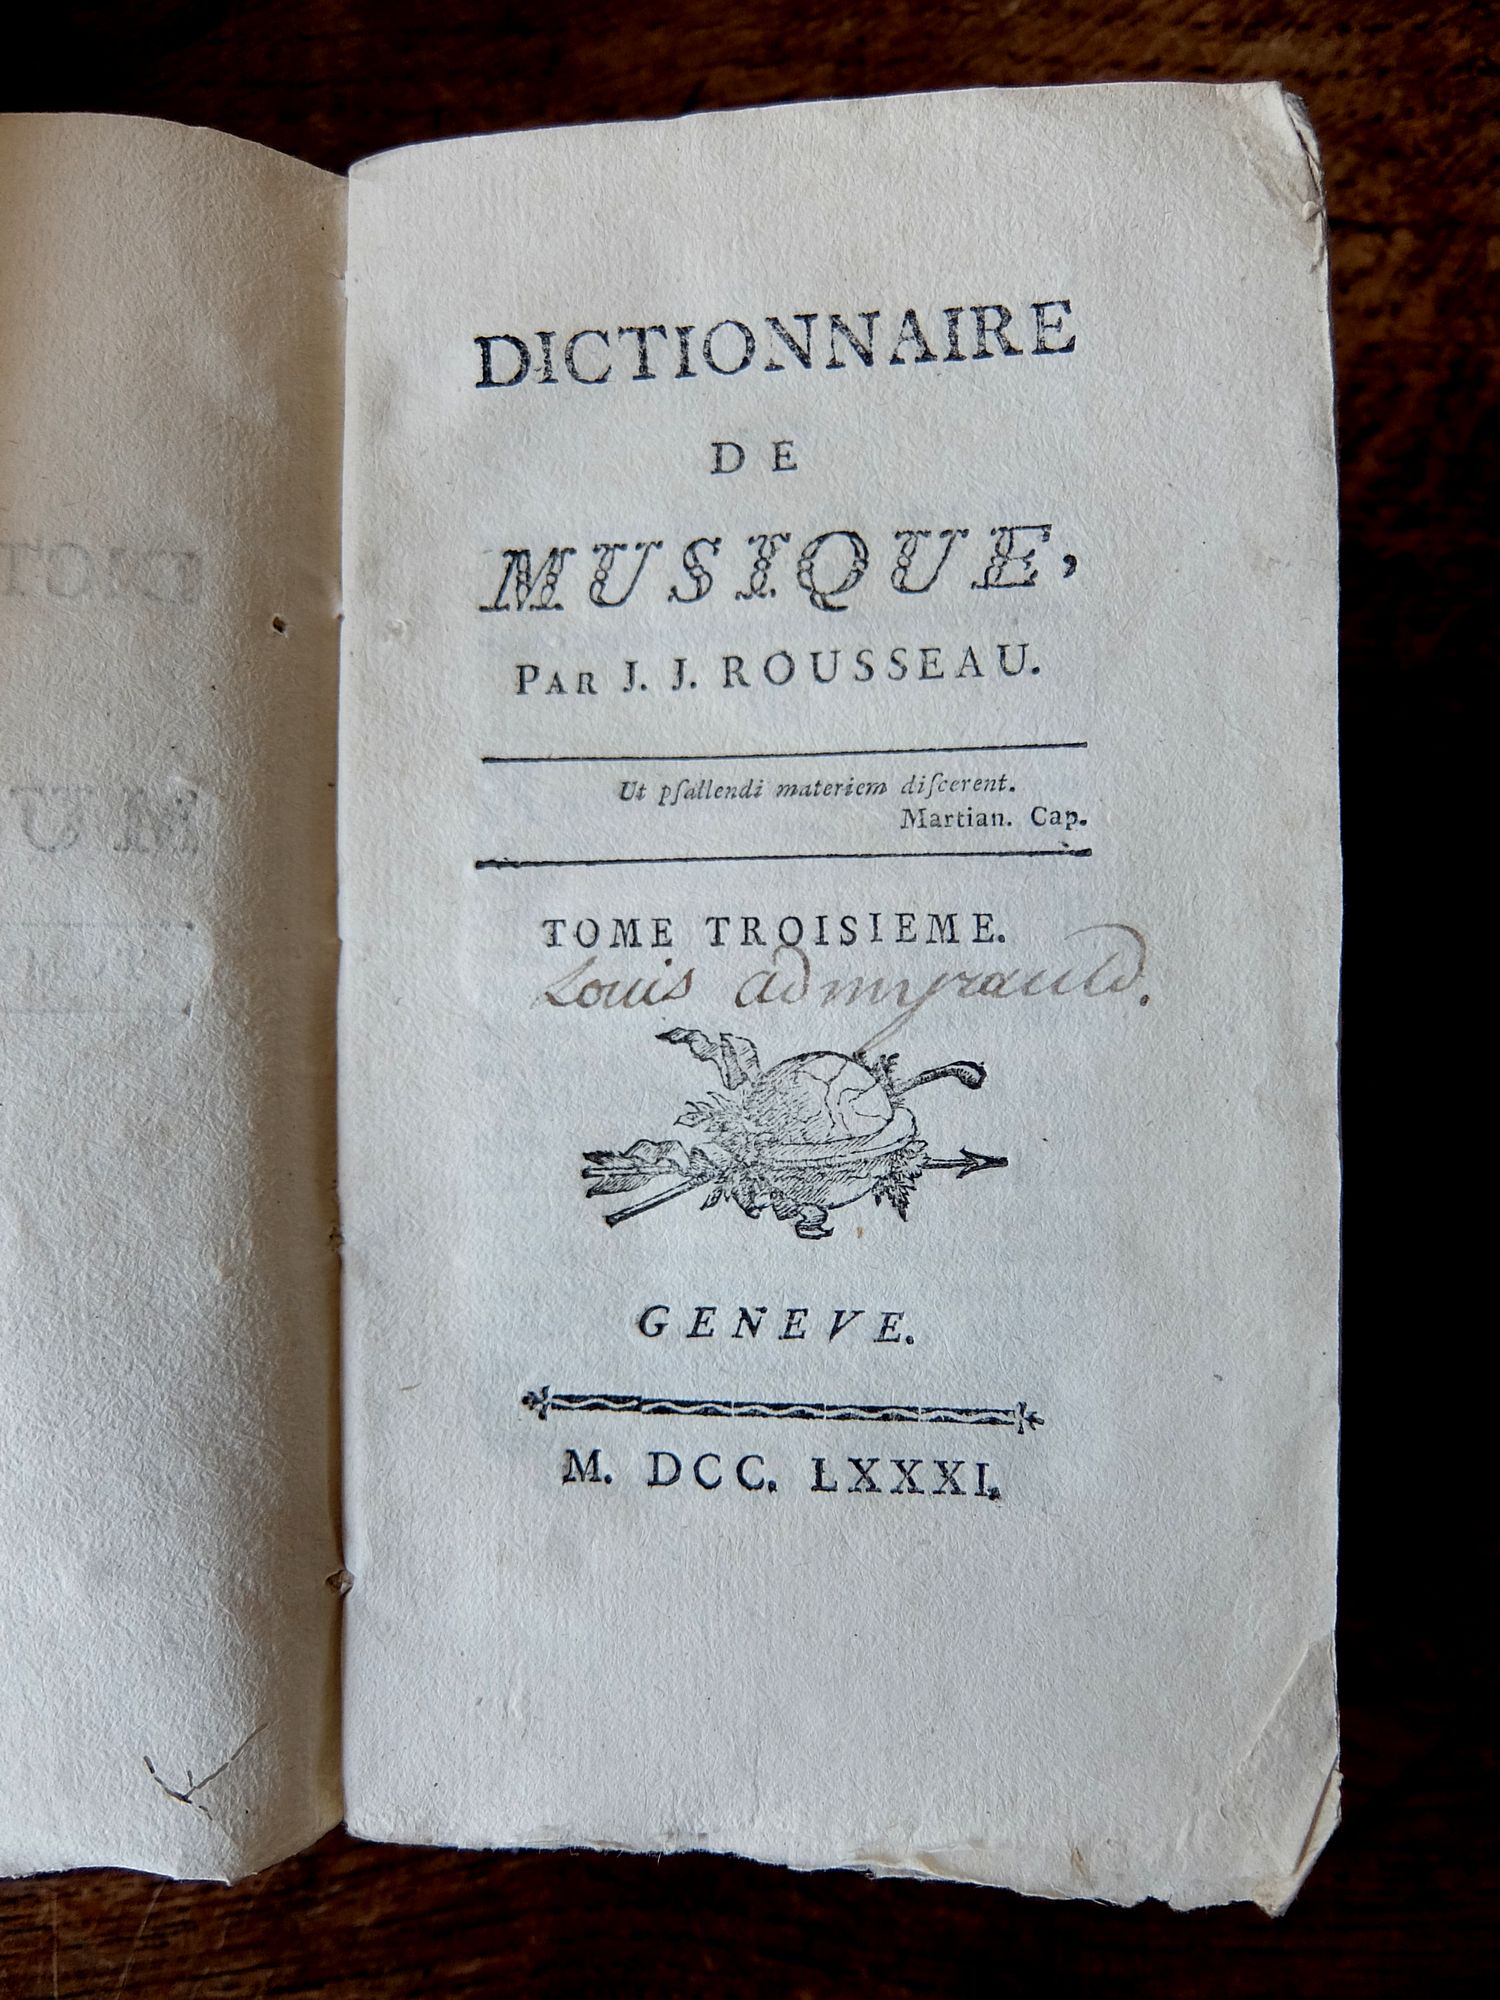 DICTIONNAIRE
DE
MUSIQUE,
PAR J. J. ROUSSEAU.
Ut pſallendi materiem diſcerent.
Martian. Cap.
TOME TROISIEME.
Louis admyrauld.
GENEVE.
M. DCC. LXXXI.